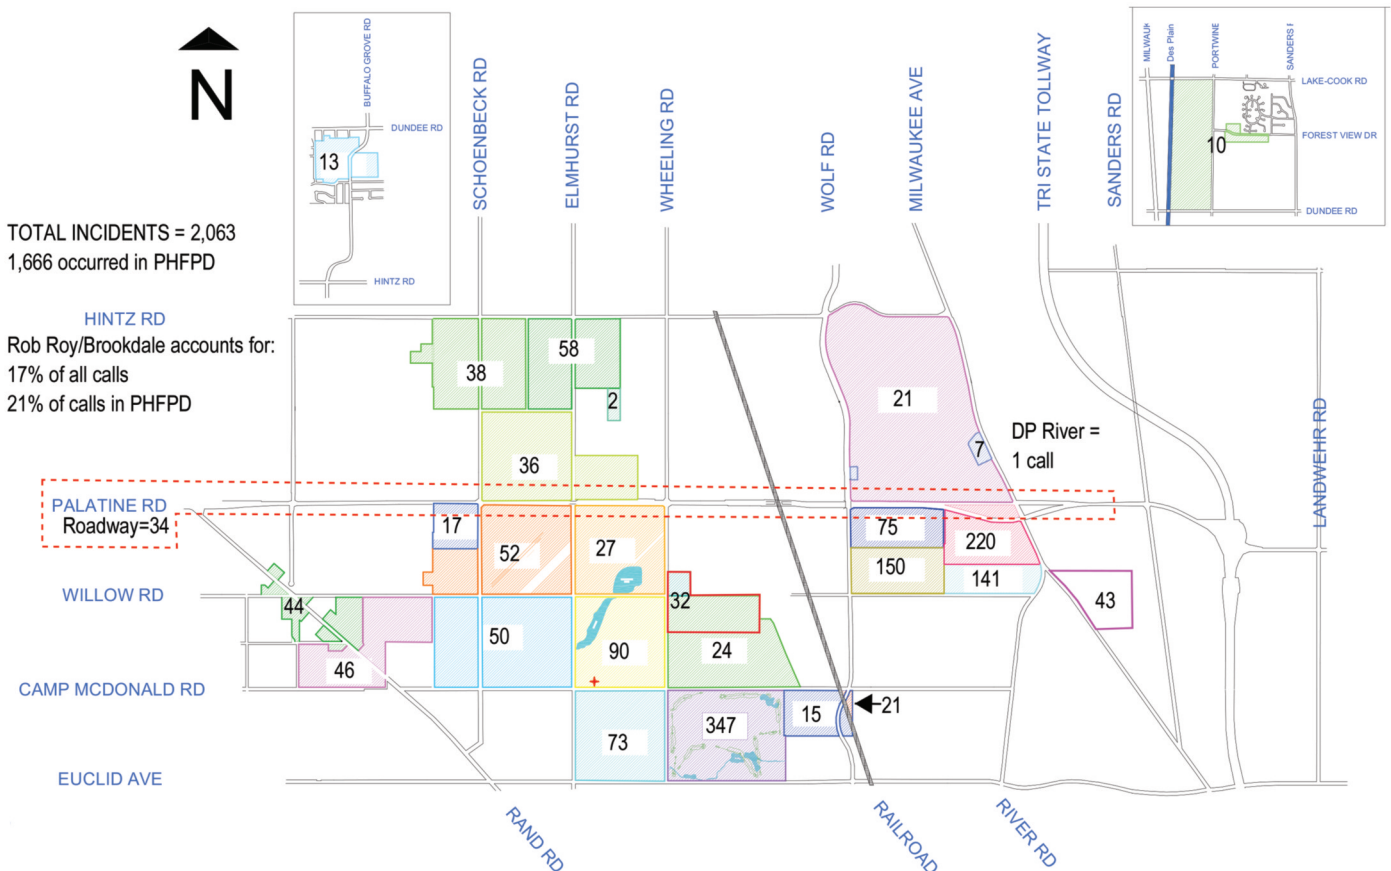 N
BUFFALO GROVE RD
DUNDEE RD
13
HINTZ RD
SCHOENBECK RD
ELMHURST RD
WHEELING RD
WOLF RD
MILWAUKEE AVE
TRI STATE TOLLWAY
SANDERS RD
Des Plain
PORTWINE
LAKE-COOK RD
FOREST VIEW DR
10
DUNDEE RD
TOTAL INCIDENTS = 2,063
1,666 occurred in PHFPD
HINTZ RD
Rob Roy/Brookdale accounts for:
17% of all calls
21% of calls in PHFPD
38
58
2
21
7
DP River =
1 call
LANDWEHR RD
36
PALATINE RD
Roadway=34
17
52
27
75
220
150
141
WILLOW RD
44
32
43
50
90
24
46
CAMP MCDONALD RD
73
347
15
21
EUCLID AVE
RAND RD
RAILROAD
RIVER RD